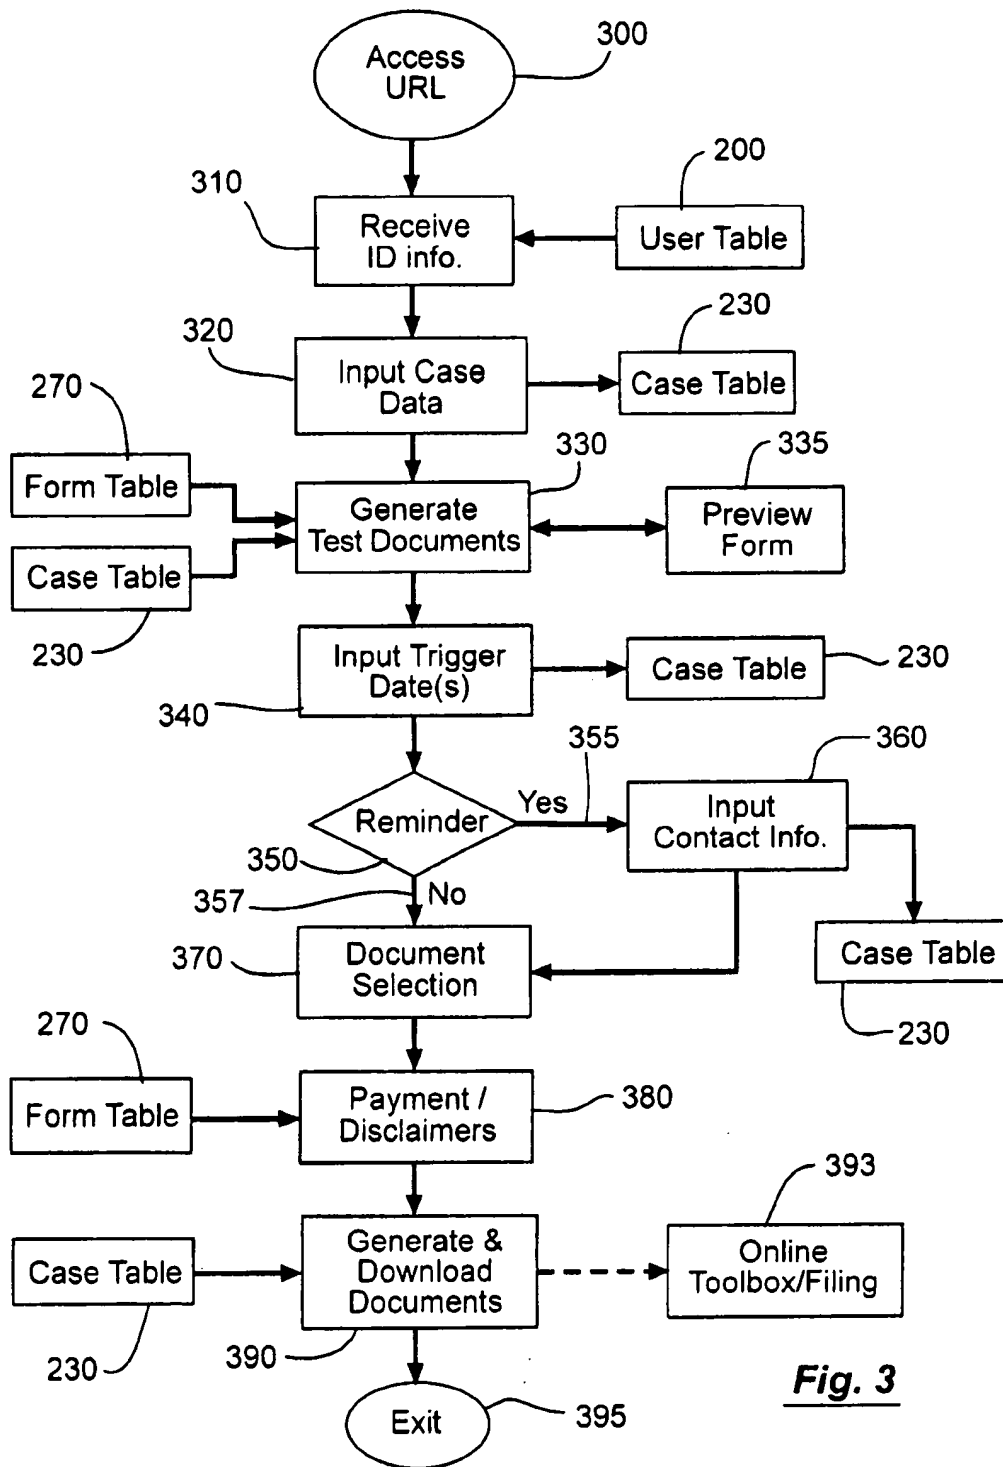 Access
URL
300
200
310
Receive
ID info.
User Table
230
320
Input Case
Data
Case Table
270
330
335
Form Table
Generate
Test Documents
Preview
Form
Case Table
230
Input Trigger
Date(s)
Case Table
230
340
355
360
Reminder
Yes
Input
Contact Info.
350
357
No
370
Document
Selection
Case Table
230
270
Form Table
Payment /
Disclaimers
380
393
Case Table
Generate &
Download
Documents
Online
Toolbox/Filing
230
390
Exit
395
Fig. 3